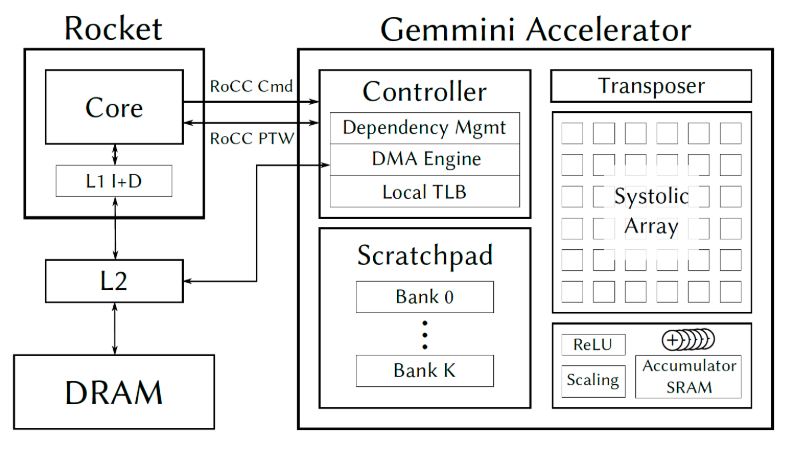 Rocket
Gemmini Accelerator
Core
L1 I+D
L2
DRAM
RoCC Cmd
RoCC PTW
Controller
Dependency Mgmt
DMA Engine
Local TLB
Scratchpad
Bank 0
Bank K
Transposer
Systolic
Array
ReLU
Scaling
+
Accumulator
SRAM